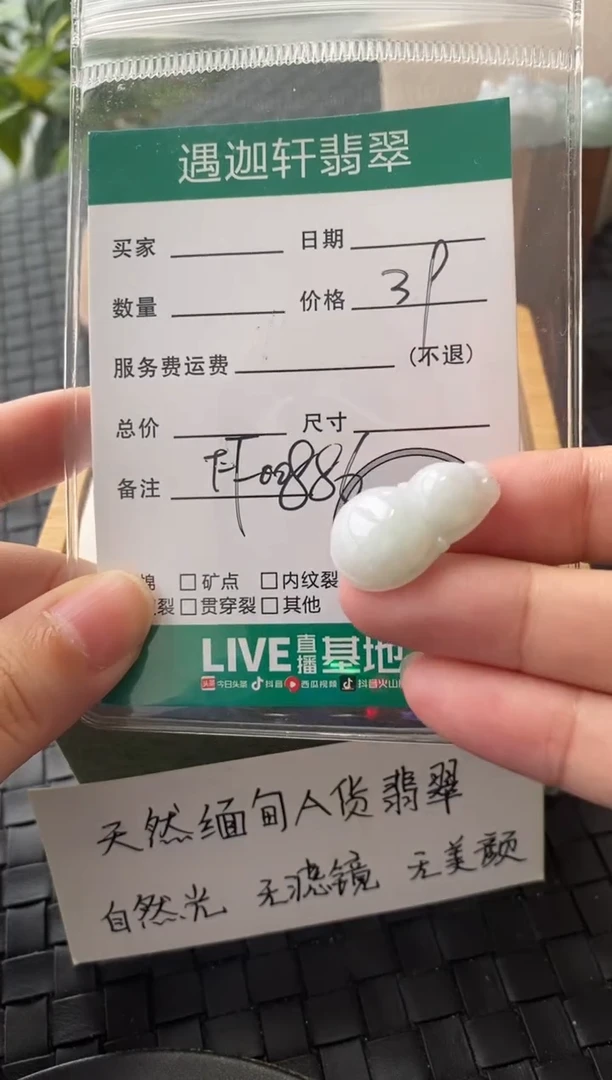 遇迦轩翡翠
买家 日期
数量 价格 39
服务费运费 (不退)
总价 尺寸
备注
棉 □矿点 □内纹裂
裂 □贯穿裂 □其他
LIVE直播基地
头条 今日头条 抖音 西瓜视频 抖音火山
天然缅甸A货翡翠
自然光 无滤镜 无美颜